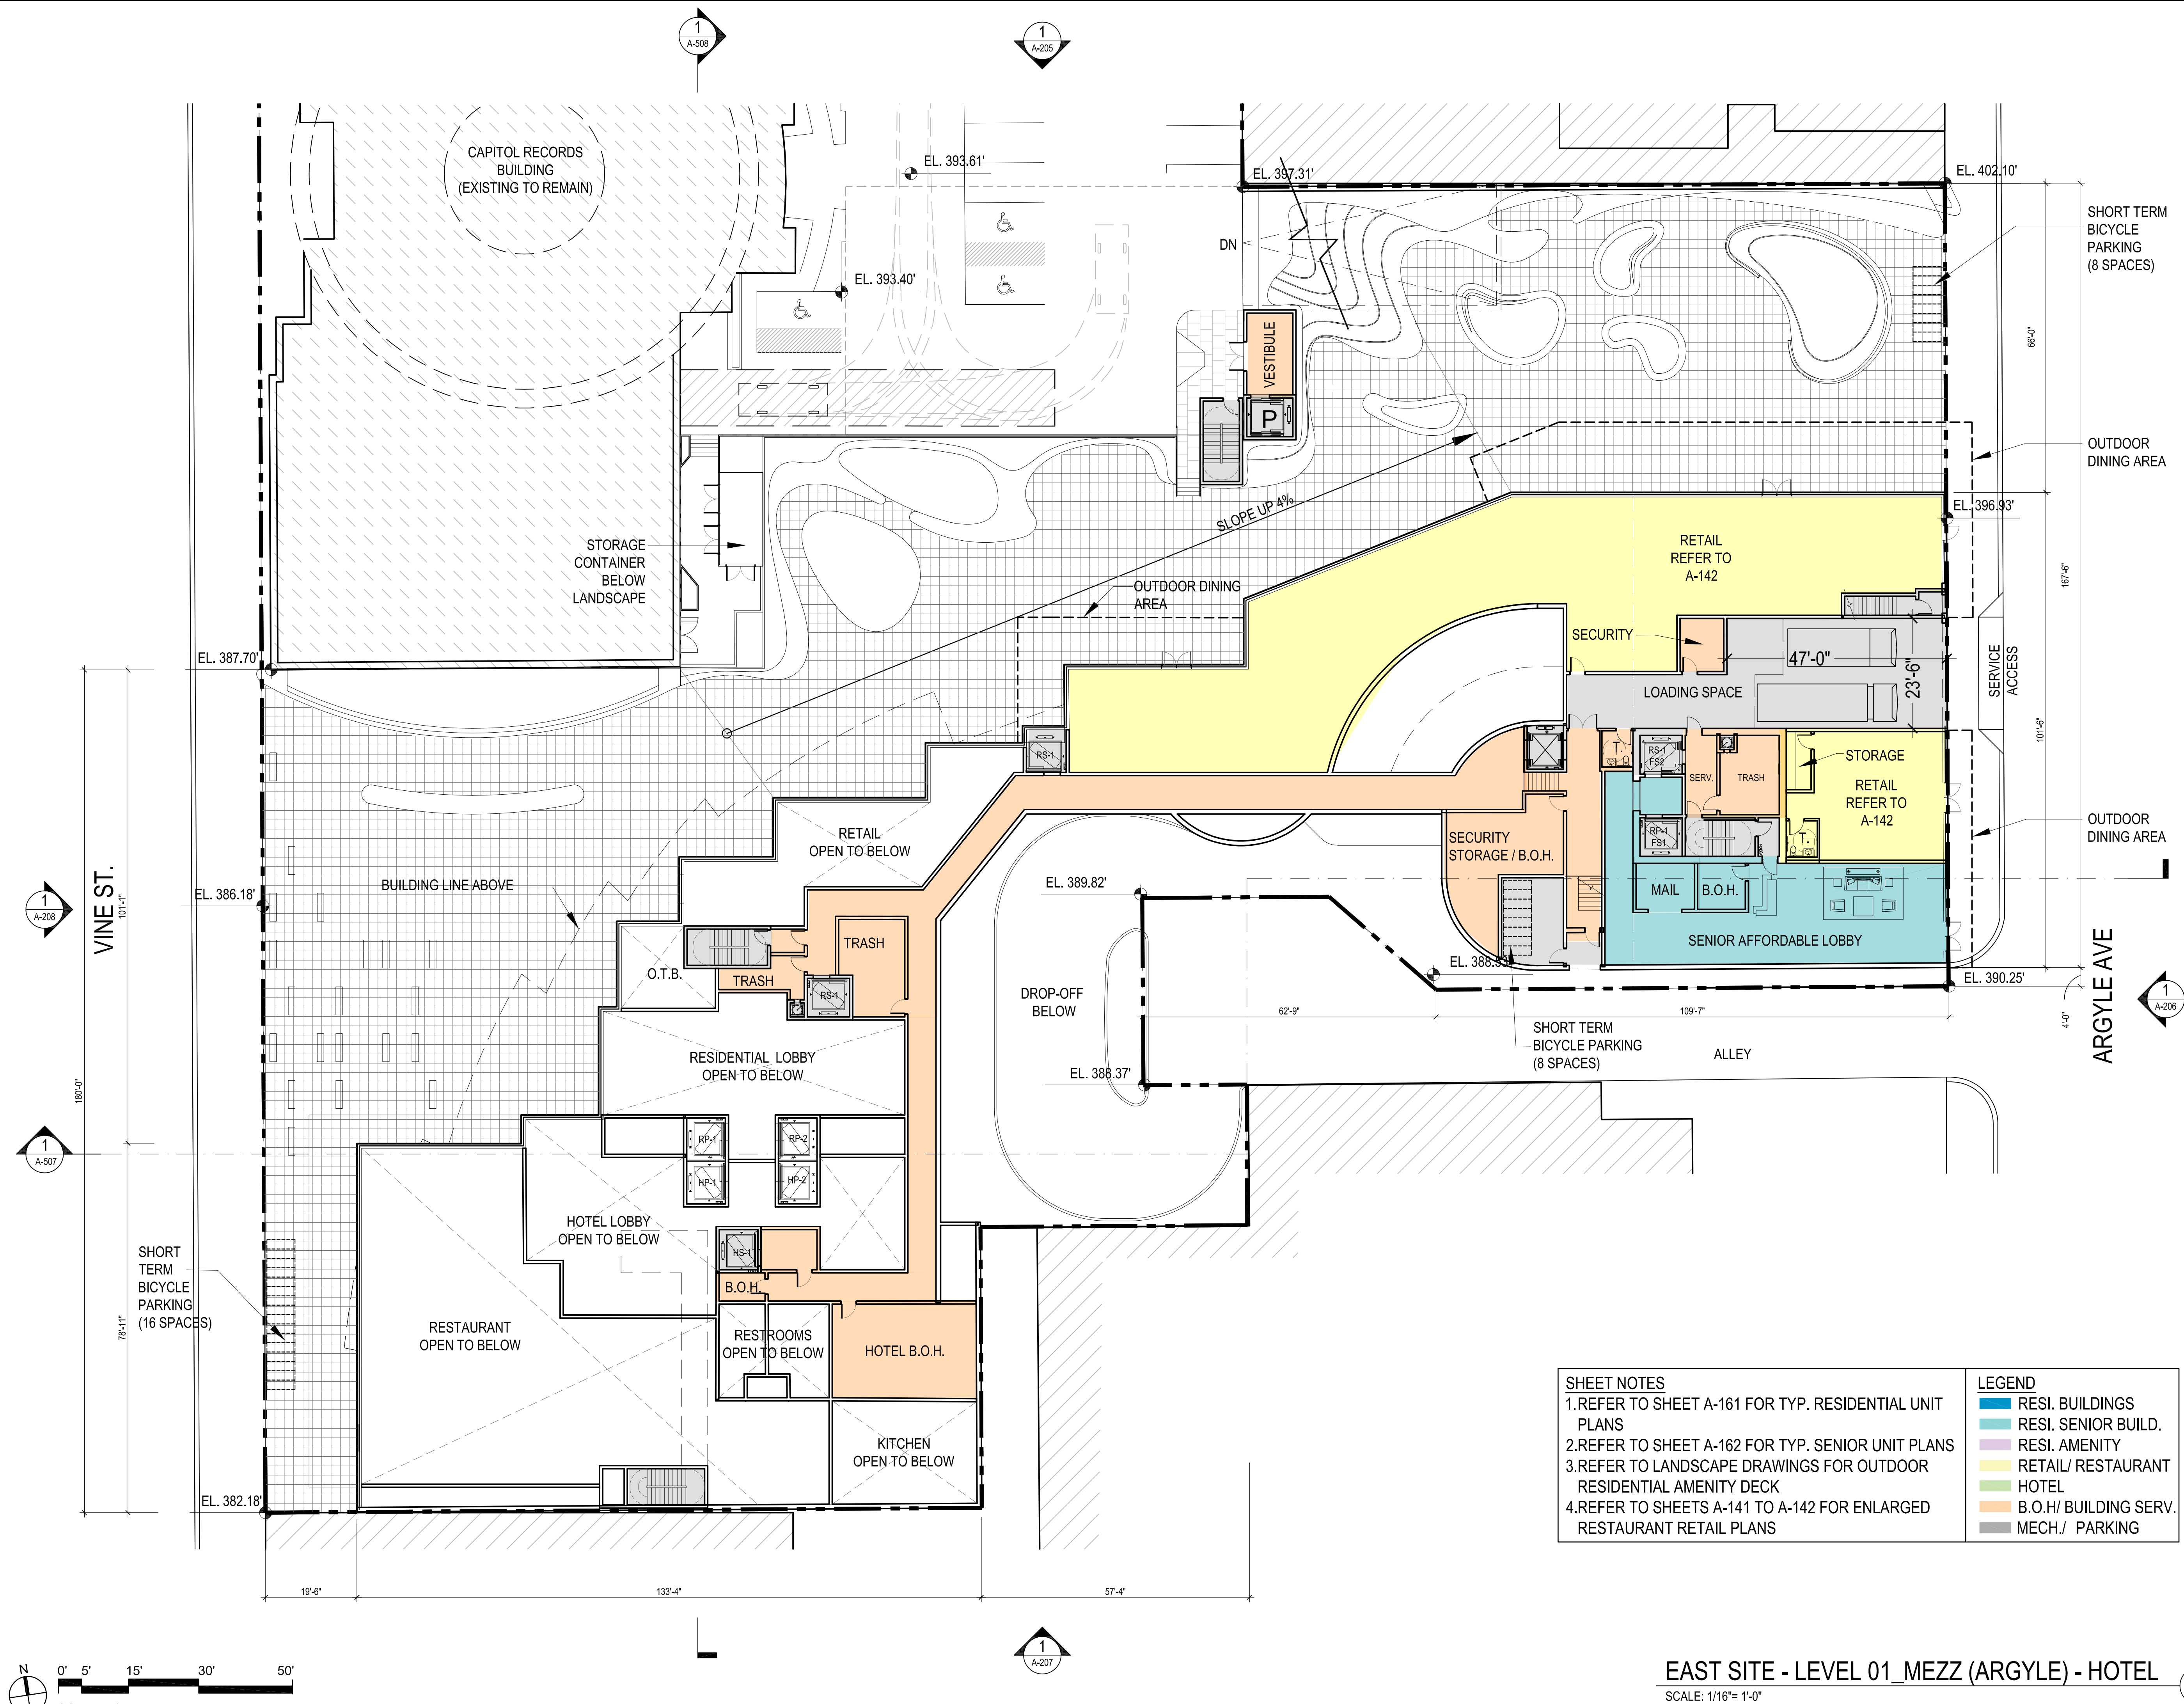 1
A-508
1
A-205
CAPITOL RECORDS
BUILDING
(EXISTING TO REMAIN)
EL. 393.61'
EL. 397.31'
EL. 402.10'
SHORT TERM
BICYCLE
PARKING
(8 SPACES)
DN
EL. 393.40'
VESTIBULE
P
66'-0"
OUTDOOR
DINING AREA
SLOPE UP 4%
EL. 396.93'
STORAGE
CONTAINER
BELOW
LANDSCAPE
RETAIL
REFER TO
A-142
OUTDOOR DINING
AREA
167'-6"
SECURITY
47'-0"
23'-6"
LOADING SPACE
SERVICE
ACCESS
EL. 387.70'
101'-6"
RS-1
T.
RS-1
FS2
SERV.
TRASH
STORAGE
RETAIL
REFER TO
A-142
RETAIL
OPEN TO BELOW
SECURITY
STORAGE / B.O.H.
RP-1
FS1
T.
OUTDOOR
DINING AREA
BUILDING LINE ABOVE
EL. 389.82'
MAIL
B.O.H.
EL. 386.18'
1
A-208
VINE ST.
101'-1"
TRASH
SENIOR AFFORDABLE LOBBY
O.T.B.
TRASH
RS-1
EL. 388.53'
EL. 390.25'
DROP-OFF
BELOW
62'-9"
109'-7"
4'-0"
ARGYLE AVE
1
A-206
SHORT TERM
BICYCLE PARKING
(8 SPACES)
ALLEY
RESIDENTIAL LOBBY
OPEN TO BELOW
EL. 388.37'
180'-0"
1
A-507
RP-1
RP-2
HP-1
HP-2
HOTEL LOBBY
OPEN TO BELOW
HS-1
SHORT
TERM
BICYCLE
PARKING
(16 SPACES)
B.O.H.
78'-11"
RESTAURANT
OPEN TO BELOW
RESTROOMS
OPEN TO BELOW
HOTEL B.O.H.
KITCHEN
OPEN TO BELOW
EL. 382.18'
SHEET NOTES
1.REFER TO SHEET A-161 FOR TYP. RESIDENTIAL UNIT
PLANS
2.REFER TO SHEET A-162 FOR TYP. SENIOR UNIT PLANS
3.REFER TO LANDSCAPE DRAWINGS FOR OUTDOOR
RESIDENTIAL AMENITY DECK
4.REFER TO SHEETS A-141 TO A-142 FOR ENLARGED
RESTAURANT RETAIL PLANS
LEGEND
RESI. BUILDINGS
RESI. SENIOR BUILD.
RESI. AMENITY
RETAIL/ RESTAURANT
HOTEL
B.O.H/ BUILDING SERV.
MECH./ PARKING
19'-6"
133'-4"
57'-4"
1
A-207
N
0' 5' 15' 30' 50'
EAST SITE - LEVEL 01_MEZZ (ARGYLE) - HOTEL
SCALE: 1/16"= 1'-0"